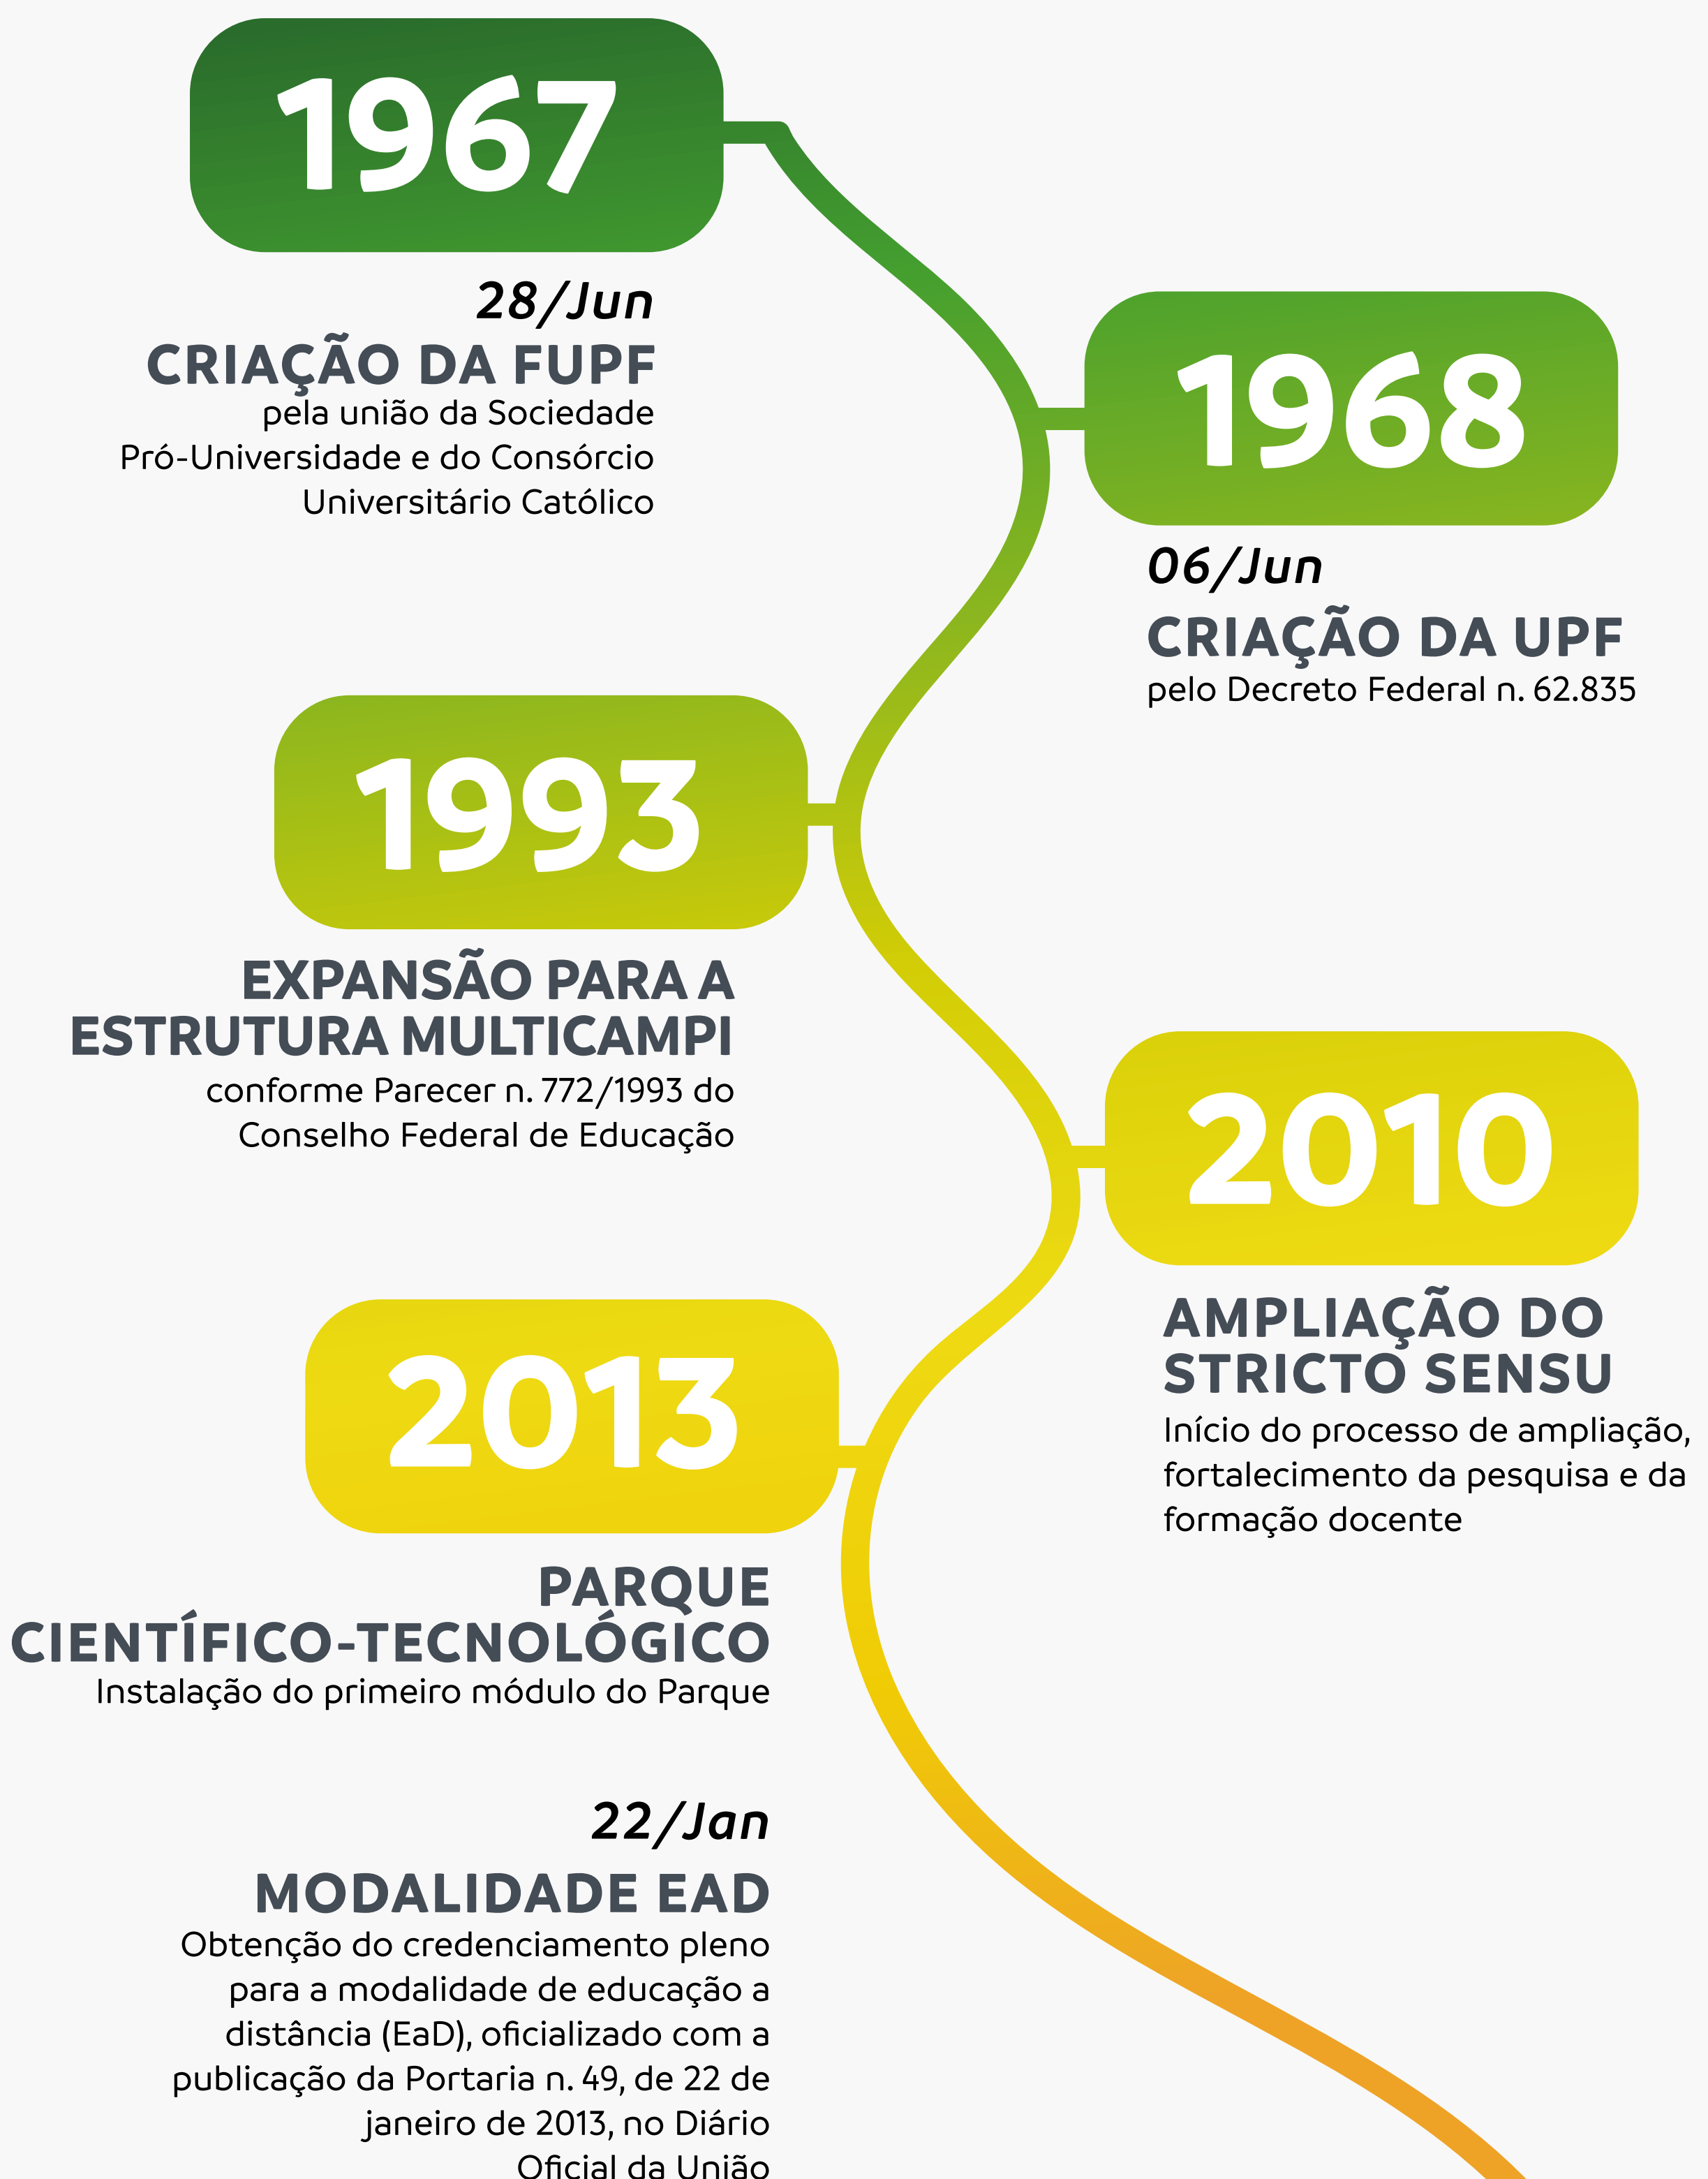 1967
28/Jun
CRIAÇÃO DA FUPF
pela união da Sociedade
Pró-Universidade e do Consórcio
Universitário Católico
1968
06/Jun
CRIAÇÃO DA UPF
pelo Decreto Federal n. 62.835
1993
EXPANSÃO PARA A
ESTRUTURA MULTICAMPI
conforme Parecer n. 772/1993 do
Conselho Federal de Educação
2010
AMPLIAÇÃO DO
STRICTO SENSU
Início do processo de ampliação,
fortalecimento da pesquisa e da
formação docente
2013
PARQUE
CIENTÍFICO-TECNOLÓGICO
Instalação do primeiro módulo do Parque
22/Jan
MODALIDADE EAD
Obtenção do credenciamento pleno
para a modalidade de educação a
distância (EaD), oficializado com a
publicação da Portaria n. 49, de 22 de
janeiro de 2013, no Diário
Oficial da União